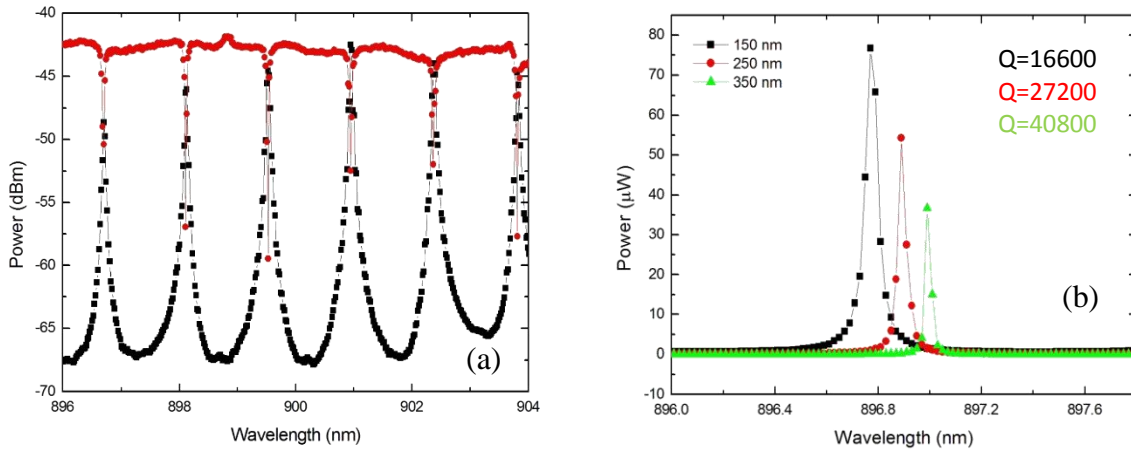 -40
-45
-50
-55
-60
-65
-70
Power (dBm)
896
898
900
902
904
Wavelength (nm)
(a)
80
70
60
50
40
30
20
10
0
-10
Power (μW)
150 nm
250 nm
350 nm
Q=16600
Q=27200
Q=40800
(b)
896.0
896.4
896.8
897.2
897.6
Wavelength (nm)